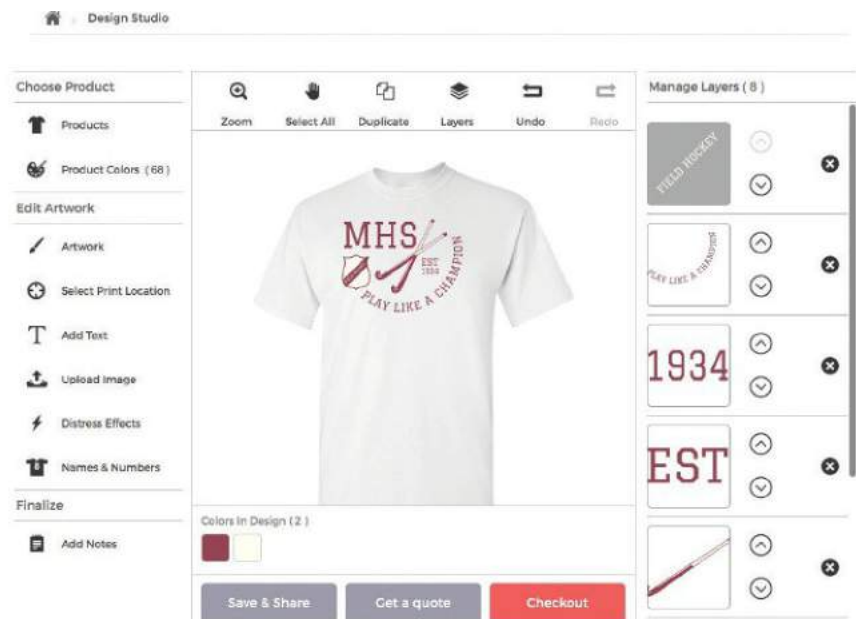 Design Studio
Choose Product
Products
Product Colors (68)
Edit Artwork
Artwork
Select Print Location
Add Text
Upload Image
Distress Effects
Names & Numbers
Finalize
Add Notes
Zoom
Select All
Duplicate
Layers
Undo
Redo
MHS
EST
1934
PLAY LIKE A CHAMPION
Colors In Design (2)
Save & Share
Get a quote
Checkout
Manage Layers (8)
FIELD HOCKEY
PLAY LIKE A CHAMPION
1934
EST